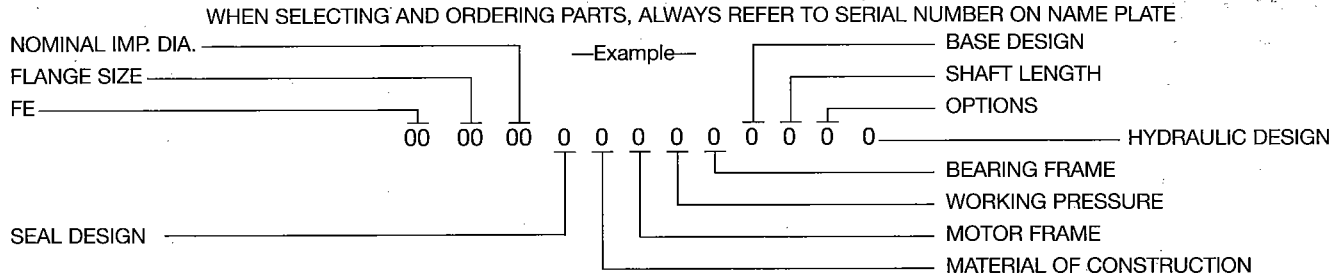 WHEN SELECTING AND ORDERING PARTS, ALWAYS REFER TO SERIAL NUMBER ON NAME PLATE
NOMINAL IMP. DIA.
—Example—
BASE DESIGN
FLANGE SIZE
SHAFT LENGTH
FE
OPTIONS
00 00 00 0 0 0 0 0 0 0 0 0
HYDRAULIC DESIGN
BEARING FRAME
WORKING PRESSURE
SEAL DESIGN
MOTOR FRAME
MATERIAL OF CONSTRUCTION